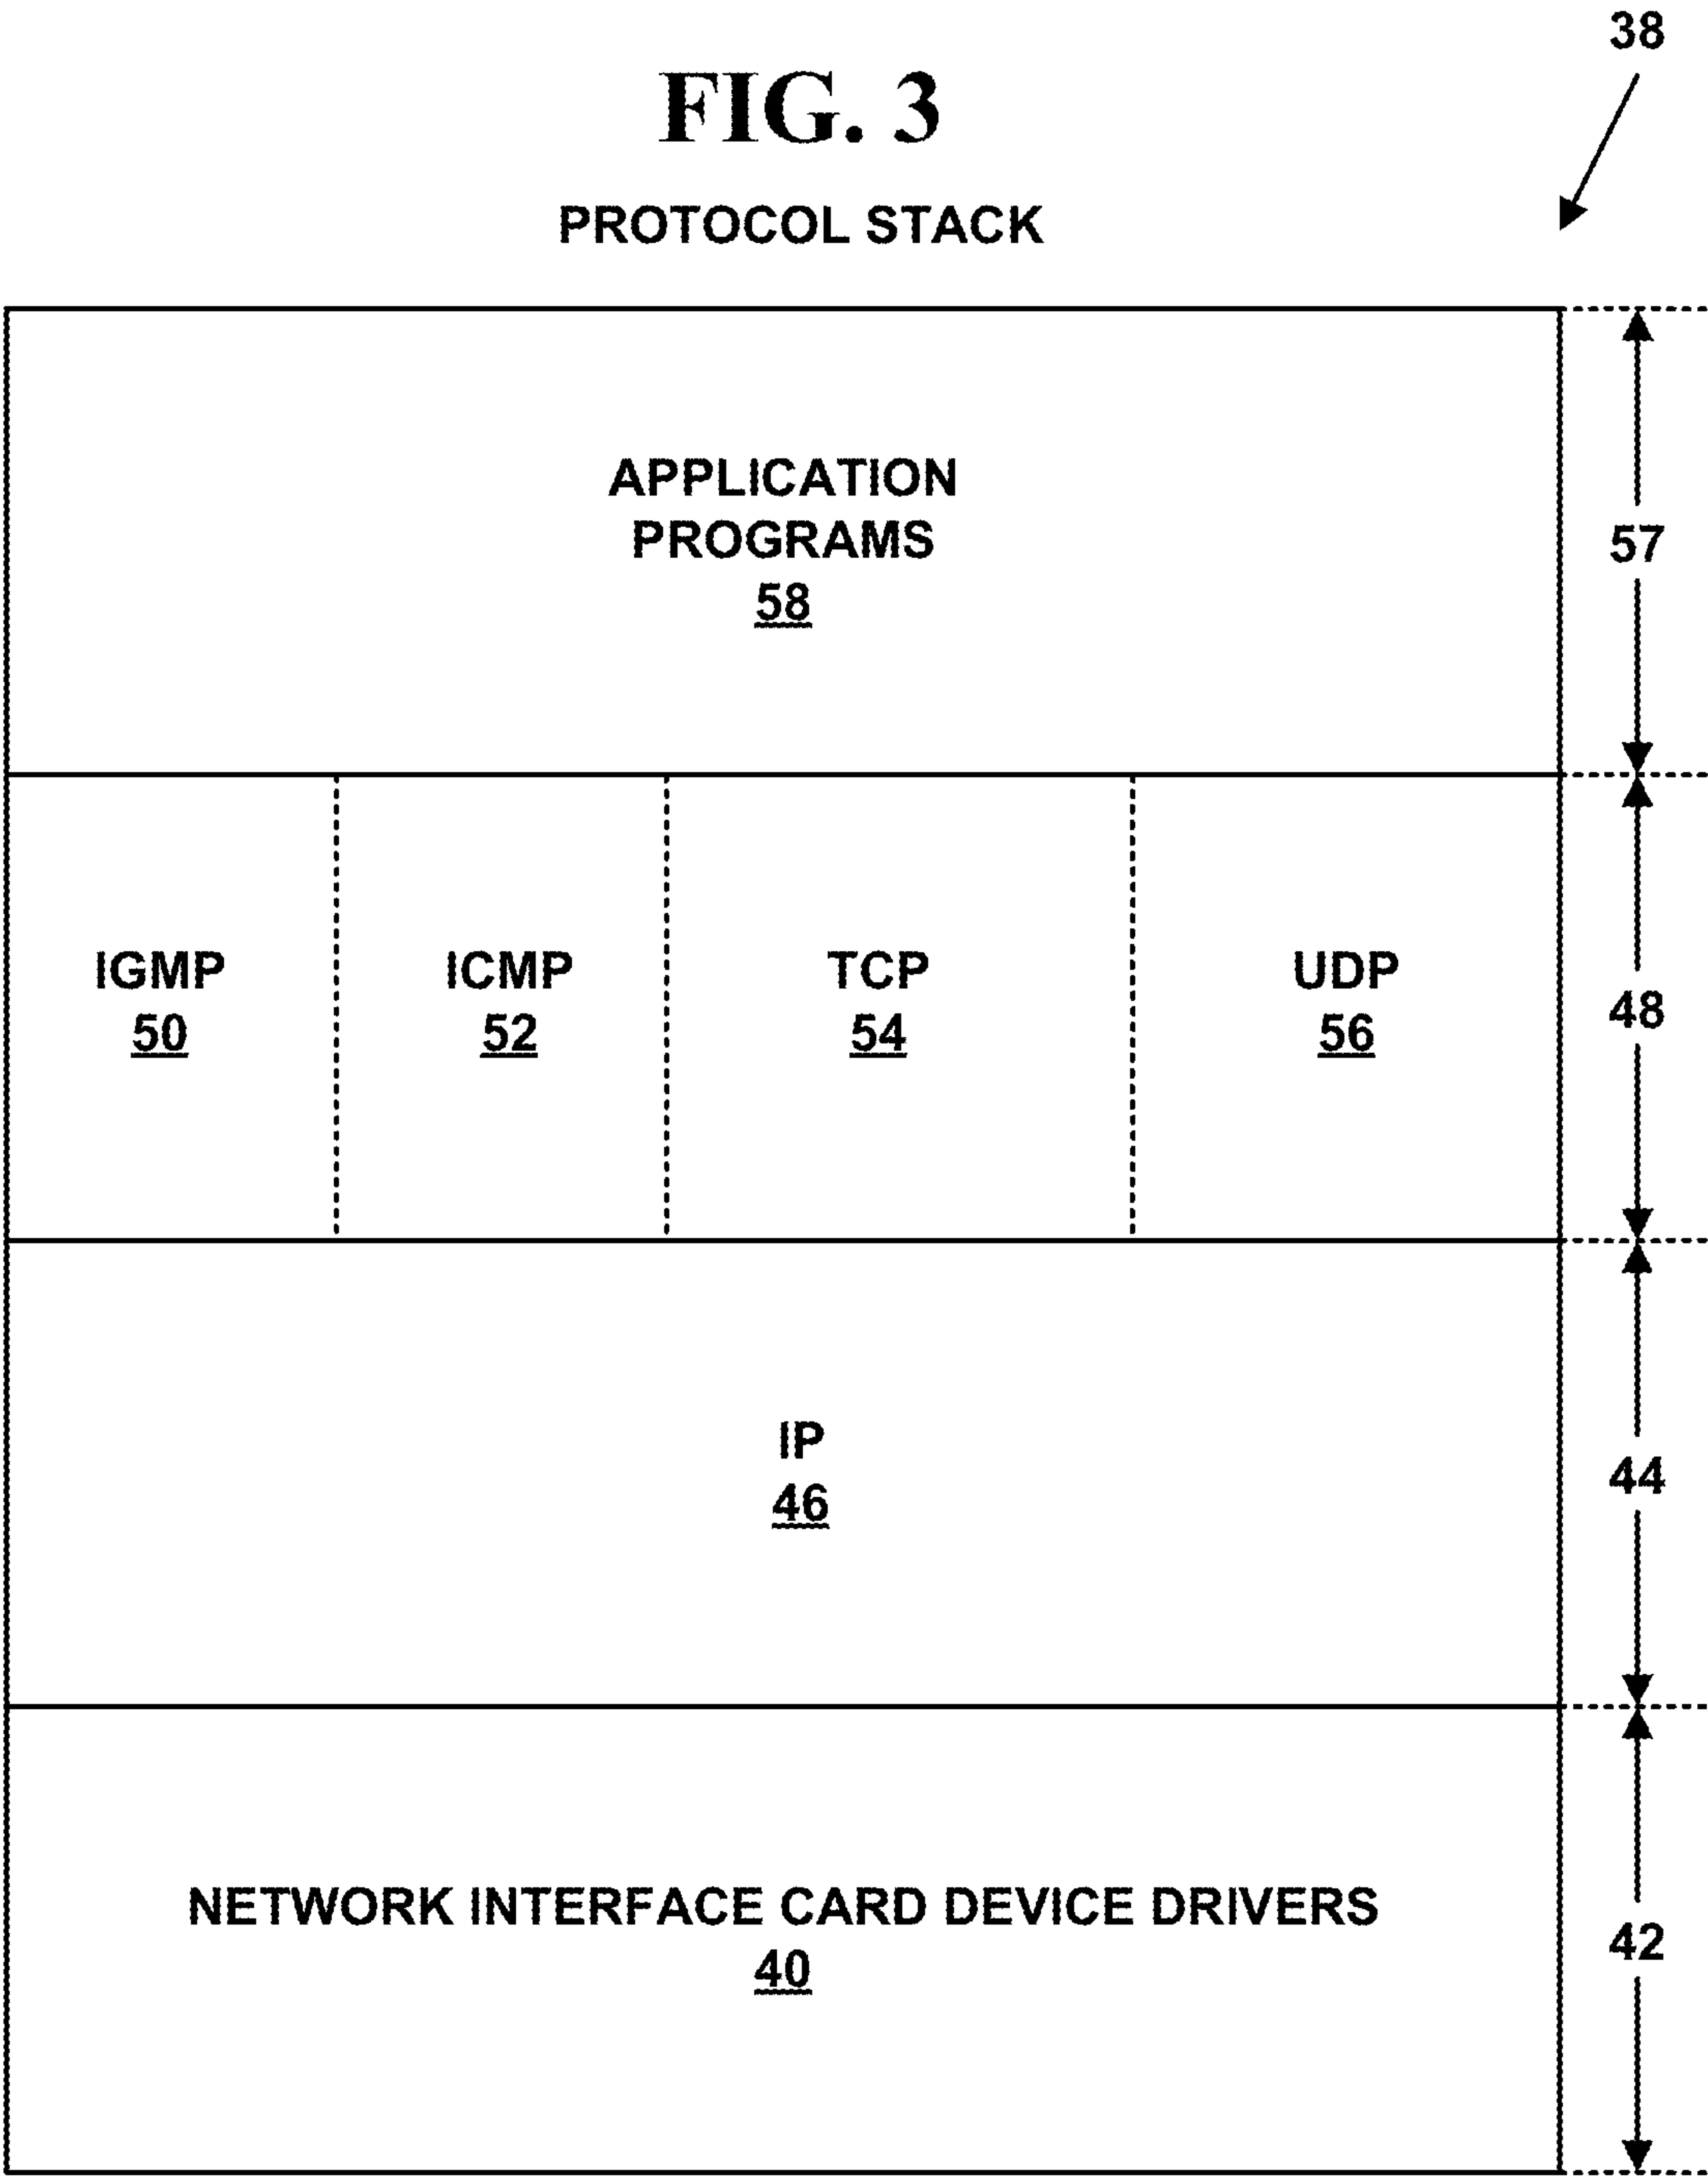 38
FIG. 3
PROTOCOL STACK
APPLICATION
PROGRAMS
58
57
IGMP ICMP TCP UDP
50 52 54 56
48
IP
46
44
NETWORK INTERFACE CARD DEVICE DRIVERS
40
42